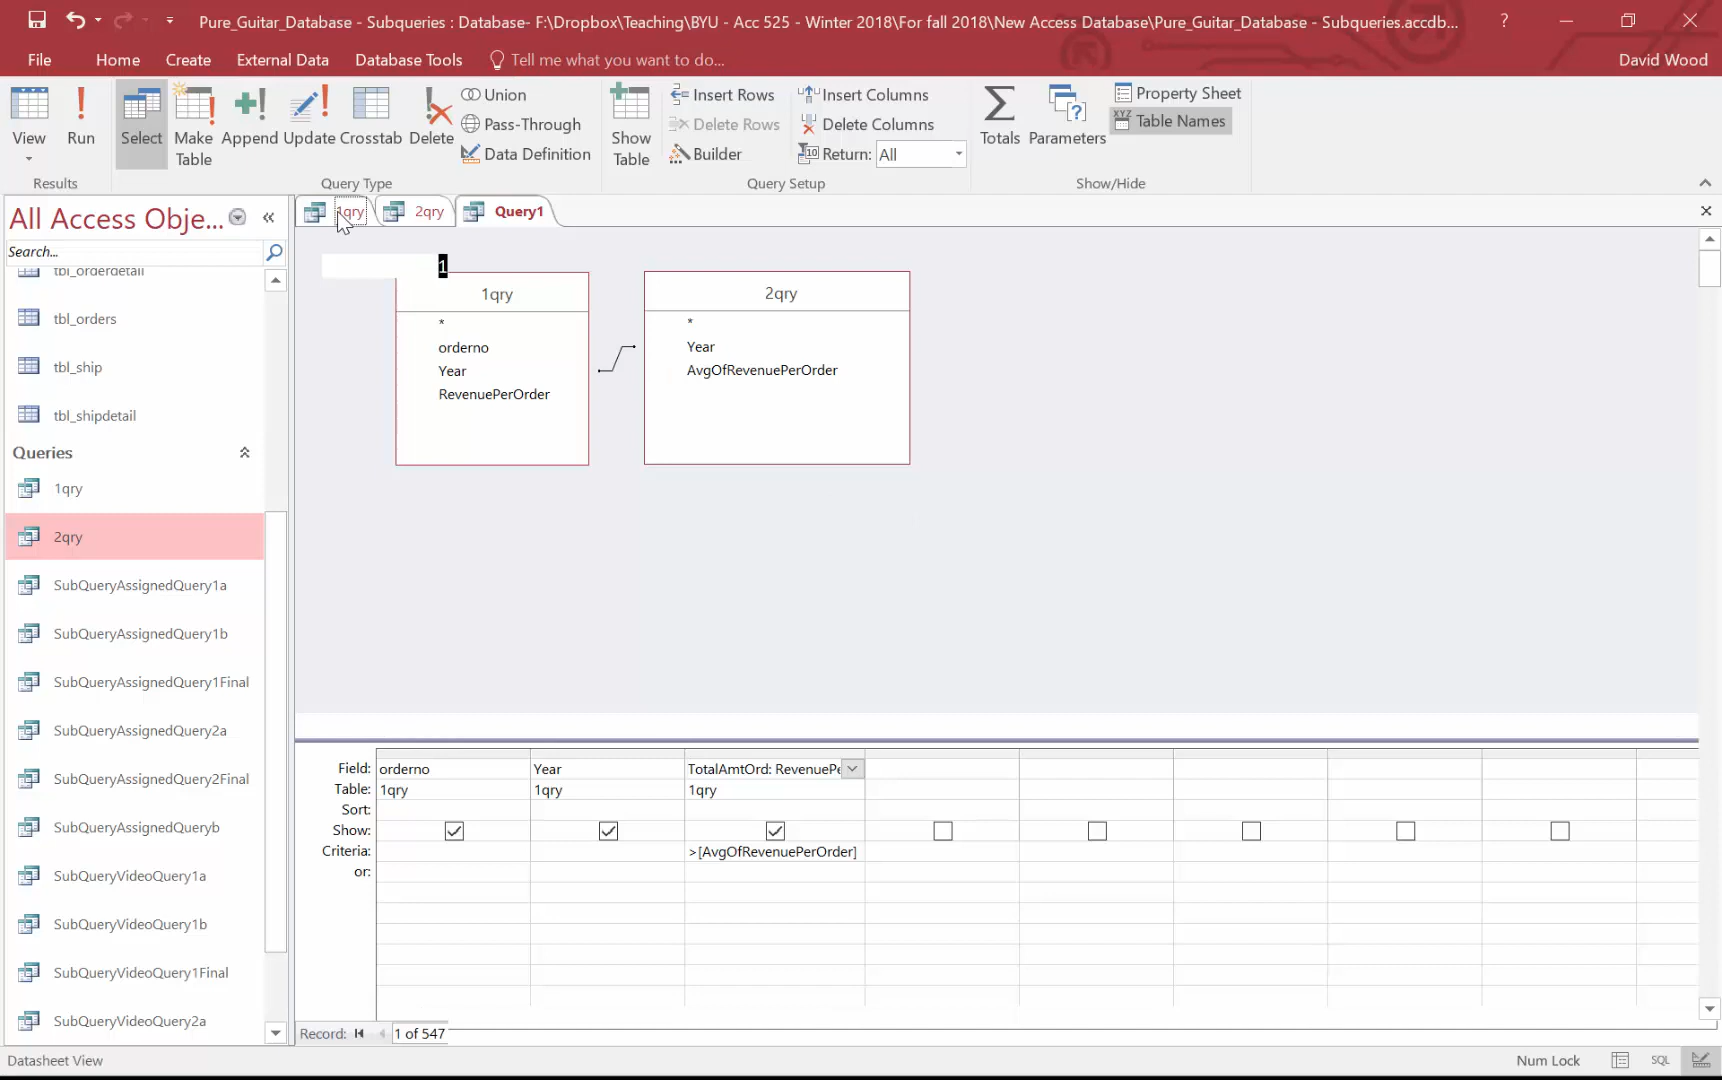 Pure_Guitar_Database - Subqueries : Database- F:\Dropbox\Teaching\BYU - Acc 525 - Winter 2018\For fall 2018\New Access Database\Pure_Guitar_Database - Subqueries.accdb...
?
File Home Create External Data Database Tools Tell me what you want to do... David Wood
View
Run
Select
Make Table
Append
Update
Crosstab
Delete
Union
Pass-Through
Data Definition
Show Table
Insert Rows
Delete Rows
Builder
Insert Columns
Delete Columns
Return: All
Totals
Parameters
Property Sheet
Table Names
Results
Query Type
Query Setup
Show/Hide
All Access Obje...
Search...
tbl_orderdetail
tbl_orders
tbl_ship
tbl_shipdetail
Queries
1qry
2qry
SubQueryAssignedQuery1a
SubQueryAssignedQuery1b
SubQueryAssignedQuery1Final
SubQueryAssignedQuery2a
SubQueryAssignedQuery2Final
SubQueryAssignedQueryb
SubQueryVideoQuery1a
SubQueryVideoQuery1b
SubQueryVideoQuery1Final
SubQueryVideoQuery2a
1qry 2qry Query1
1
1qry
*
orderno
Year
RevenuePerOrder
2qry
*
Year
AvgOfRevenuePerOrder
Field: orderno Year TotalAmtOrd: RevenuePe
Table: 1qry 1qry 1qry
Sort:
Show:
Criteria: >[AvgOfRevenuePerOrder]
or:
Record: 1 of 547
Datasheet View
Num Lock
SQL